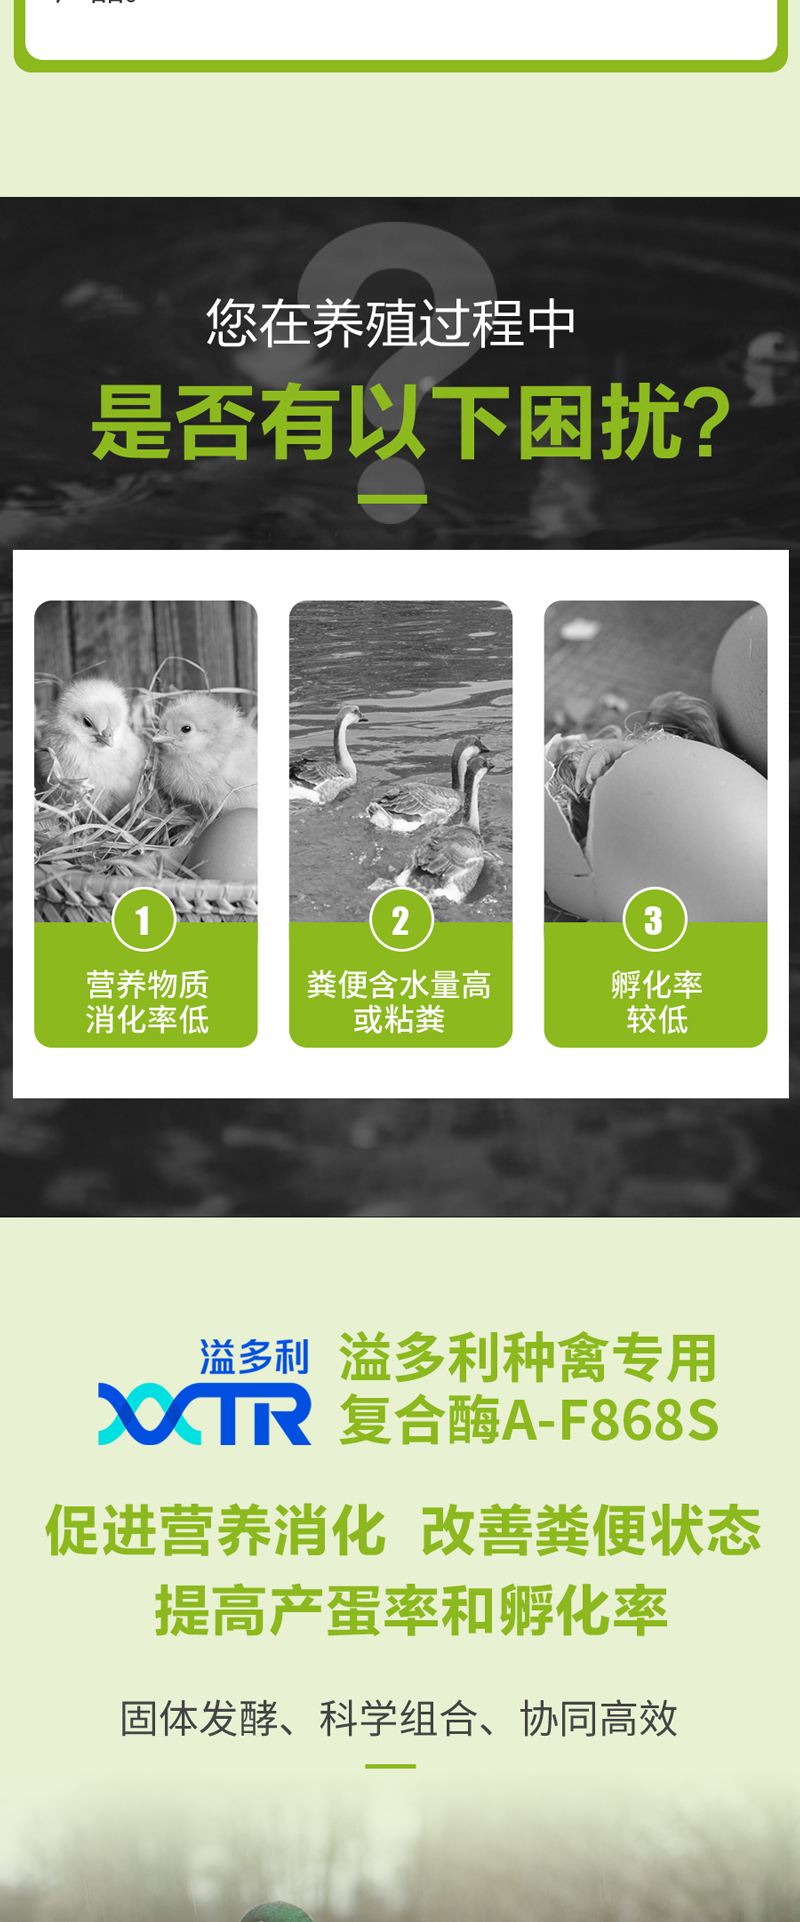 您在养殖过程中
是否有以下困扰?
1
营养物质
消化率低
2
粪便含水量高
或粘粪
3
孵化率
较低
溢多利
XTR
溢多利种禽专用
复合酶A-F868S
促进营养消化 改善粪便状态
提高产蛋率和孵化率
固体发酵、科学组合、协同高效